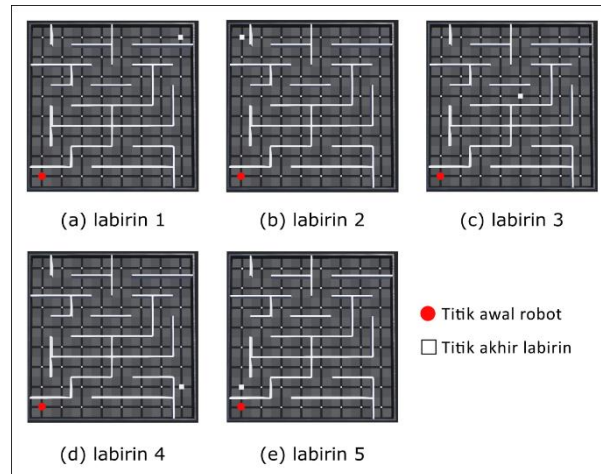 (a) labirin 1
(b) labirin 2
(c) labirin 3
Titik awal robot
Titik akhir labirin
(d) labirin 4
(e) labirin 5